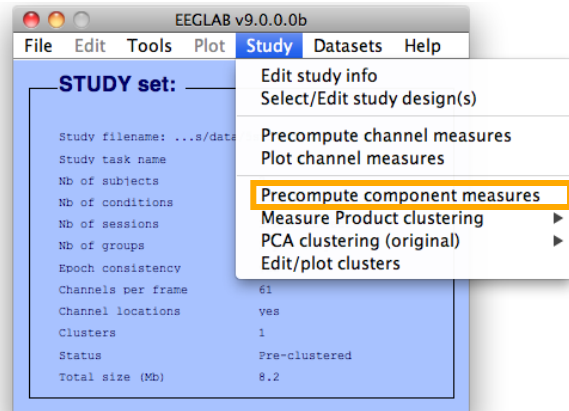 EEGLAB v9.0.0.0b
File Edit Tools Plot Study Datasets Help
STUDY set:
Edit study info
Select/Edit study design(s)
Precompute channel measures
Plot channel measures
Precompute component measures
Measure Product clustering
PCA clustering (original)
Edit/plot clusters
Study filename: ...s/data
Study task name
Nb of subjects
Nb of conditions
Nb of sessions
Nb of groups
Epoch consistency
Channels per frame 61
Channel locations yes
Clusters 1
Status Pre-clustered
Total size (Mb) 8.2